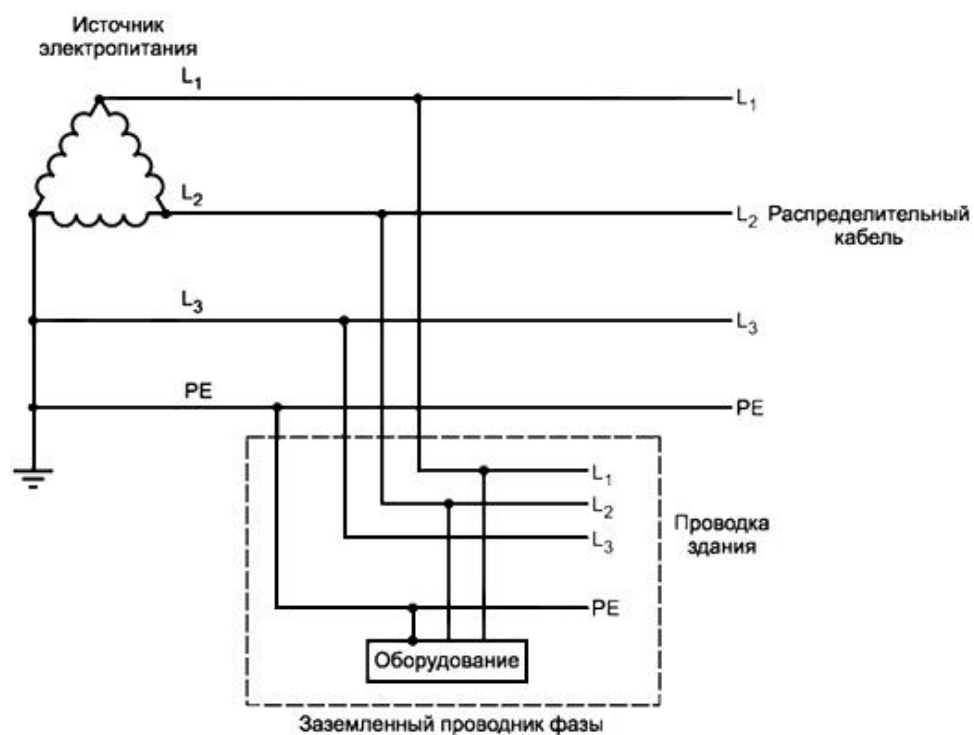 Источник
электропитания
L1
L1
L2
L2
Распределительный
кабель
L3
L3
PE
PE
L1
L2
L3
Проводка
здания
PE
Оборудование
Заземленный проводник фазы